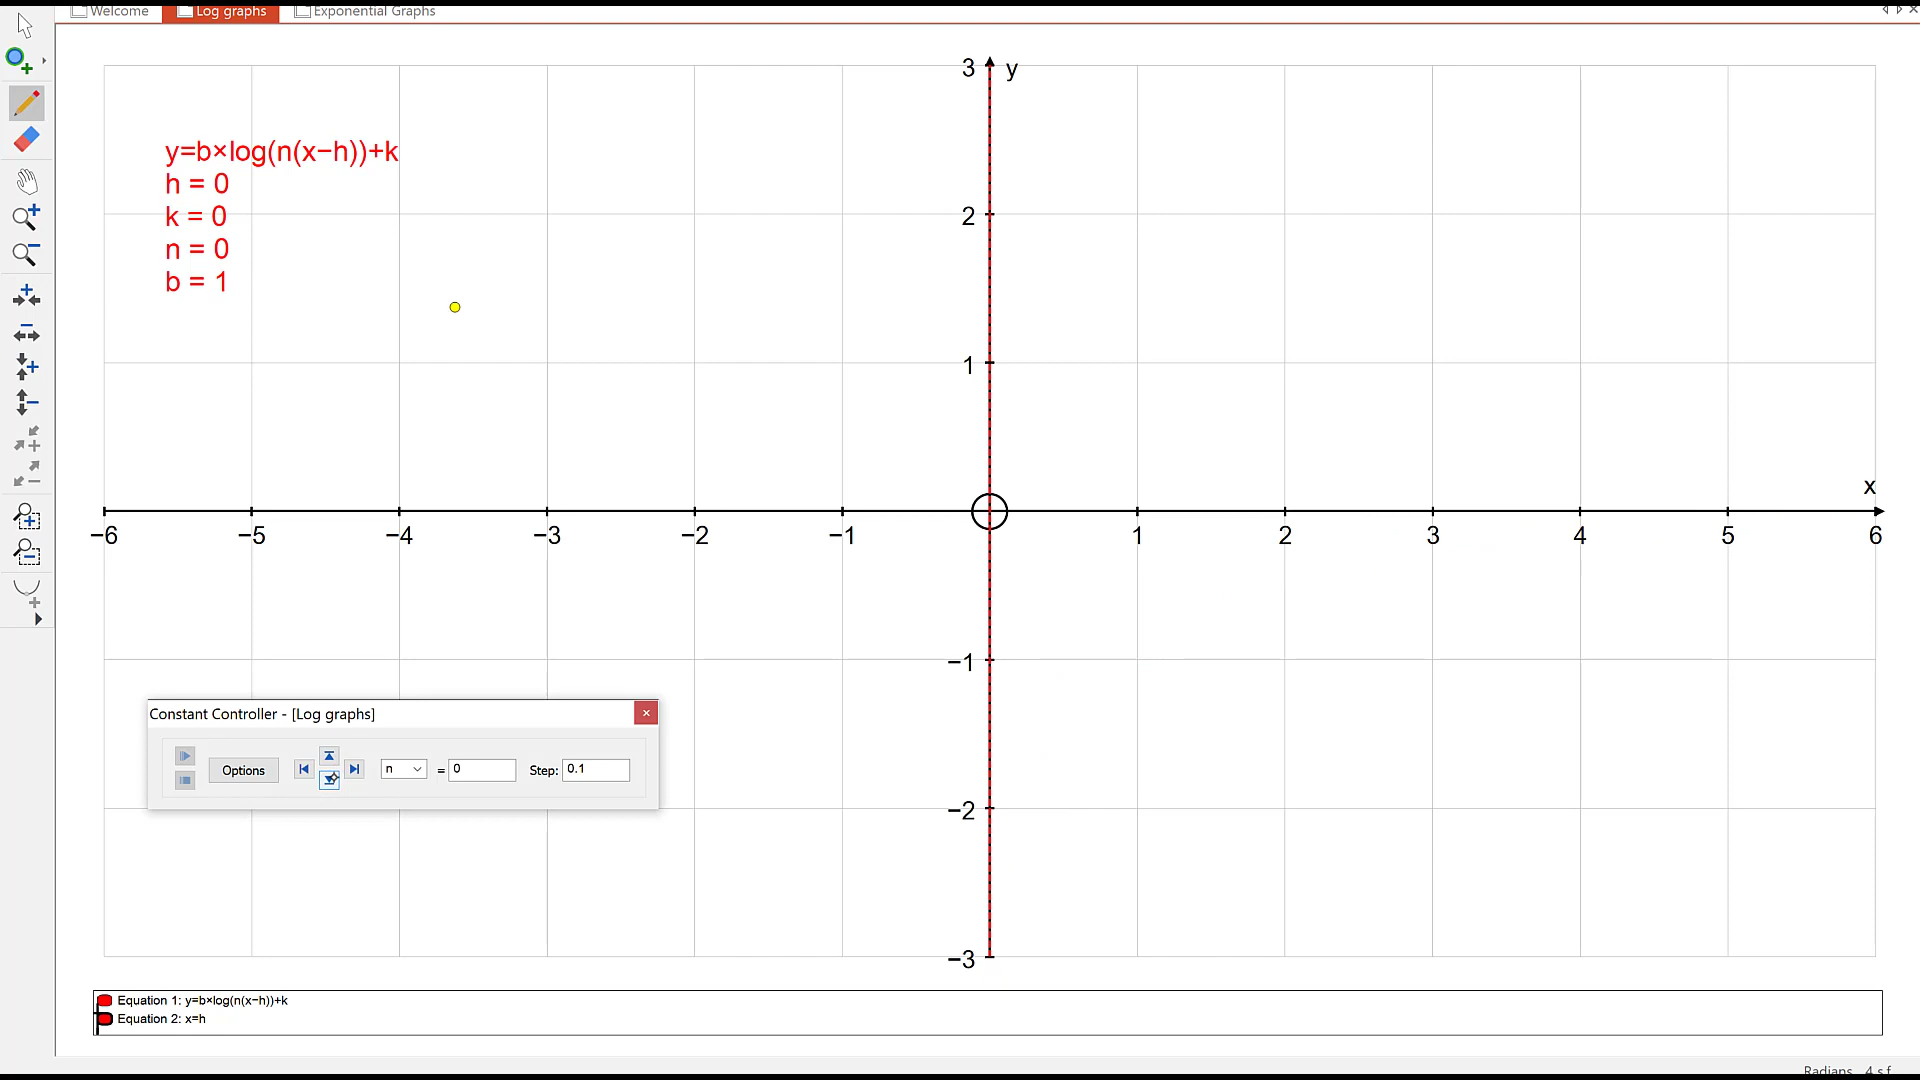 Welcome
Log graphs
Exponential Graphs
3
y
y=b×log(n(x−h))+k
h = 0
k = 0
n = 0
b = 1
2
1
x
−6 −5 −4 −3 −2 −1 1 2 3 4 5 6
−1
−2
−3
Constant Controller - [Log graphs]
Options
n
= 0
Step: 0.1
Equation 1: y=b×log(n(x−h))+k
Equation 2: x=h
Radians 4 s.f.